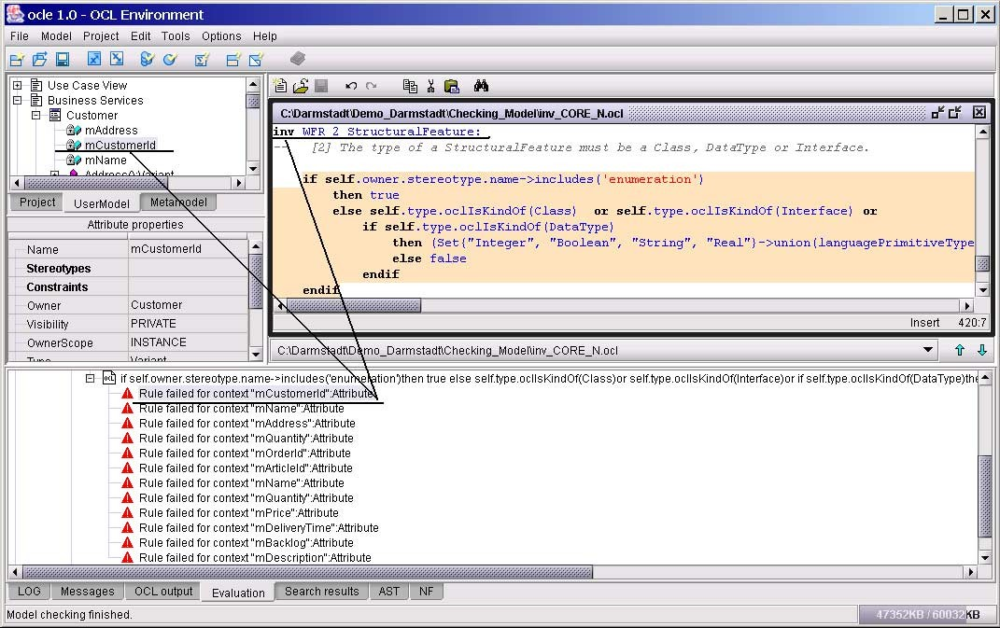 ocle 1.0 - OCL Environment
File Model Project Edit Tools Options Help
Use Case View
Business Services
Customer
mAddress
mCustomerId
mName
Address():Variant
Project UserModel Metamodel
Attribute properties
Name mCustomerId
Stereotypes
Constraints
Owner Customer
Visibility PRIVATE
OwnerScope INSTANCE
Type Variant
C:\Darmstadt\Demo_Darmstadt\Checking_Model\inv_CORE_N.ocl
inv WFR_2_StructuralFeature:
-- [2] The type of a StructuralFeature must be a Class, DataType or Interface.
if self.owner.stereotype.name->includes('enumeration')
then true
else self.type.oclIsKindOf(Class) or self.type.oclIsKindOf(Interface) or
if self.type.oclIsKindOf(DataType)
then (Set{"Integer", "Boolean", "String", "Real"}->union(languagePrimitiveType
else false
endif
endif
Insert 420:7
C:\Darmstadt\Demo_Darmstadt\Checking_Model\inv_CORE_N.ocl
ocl if self.owner.stereotype.name->includes('enumeration')then true else self.type.oclIsKindOf(Class)or self.type.oclIsKindOf(Interface)or if self.type.oclIsKindOf(DataType)the
Rule failed for context "mCustomerId":Attribute
Rule failed for context "mName":Attribute
Rule failed for context "mAddress":Attribute
Rule failed for context "mQuantity":Attribute
Rule failed for context "mOrderId":Attribute
Rule failed for context "mArticleId":Attribute
Rule failed for context "mName":Attribute
Rule failed for context "mQuantity":Attribute
Rule failed for context "mPrice":Attribute
Rule failed for context "mDeliveryTime":Attribute
Rule failed for context "mBacklog":Attribute
Rule failed for context "mDescription":Attribute
LOG Messages OCL output Evaluation Search results AST NF
Model checking finished. 47352KB / 60032KB